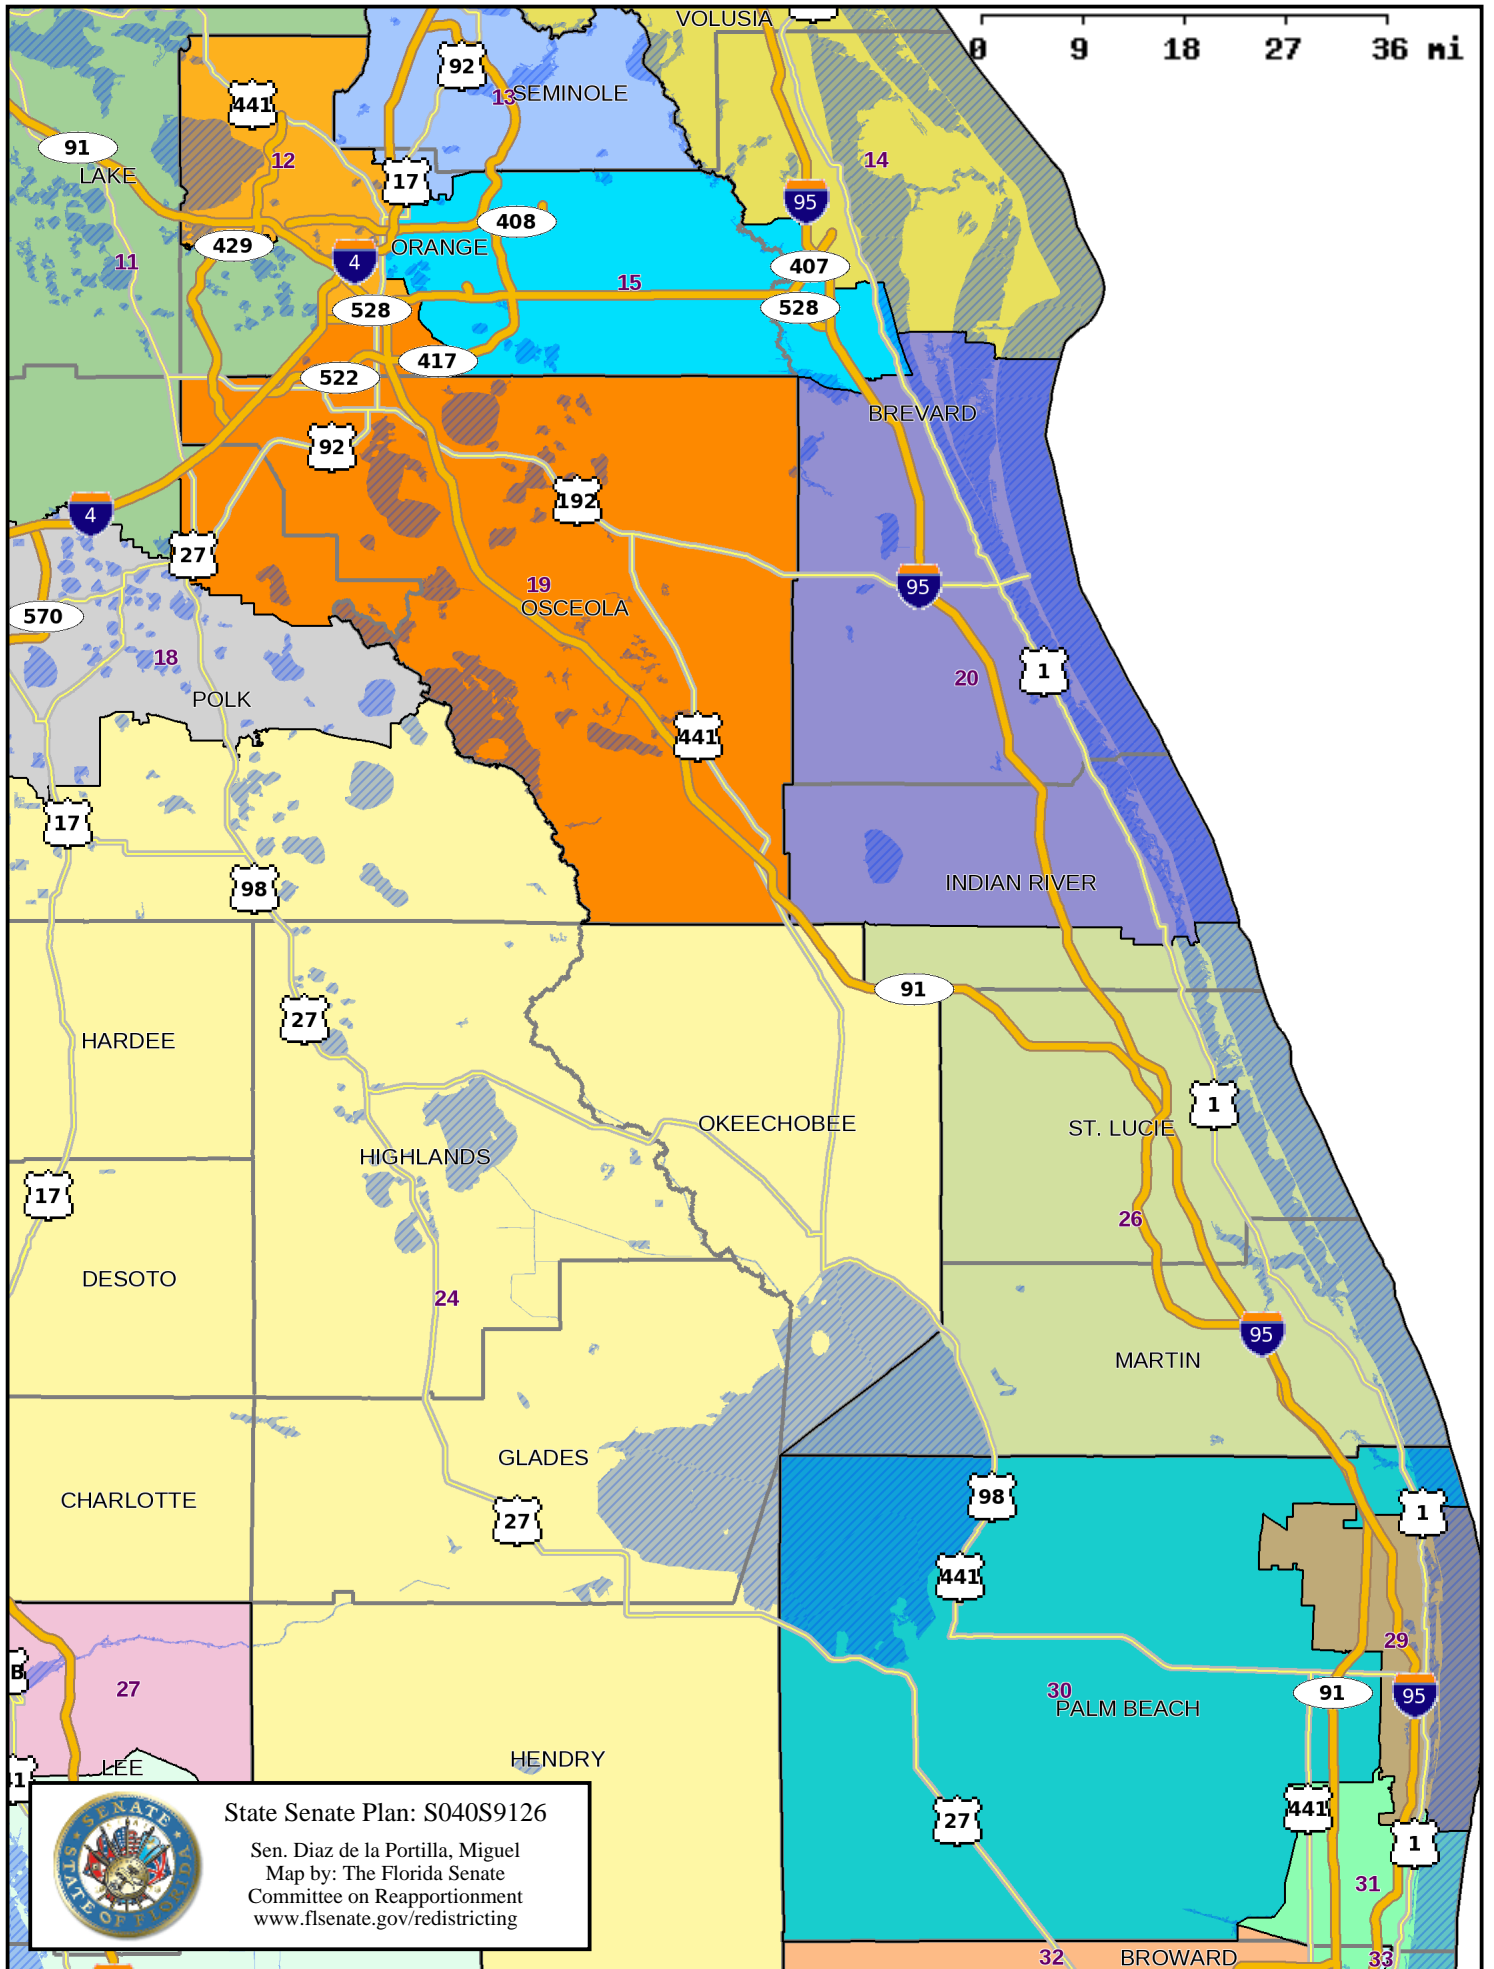 VOLUSIA
0 9 18 27 36 mi
92
13 SEMINOLE
441
91
12
14
LAKE
17
95
408
429
ORANGE
11
4
407
15
528
528
417
522
BREVARD
92
192
4
27
19
95
OSCEOLA
570
18
20
1
POLK
441
17
98
INDIAN RIVER
91
27
HARDEE
1
OKEECHOBEE
ST. LUCIE
HIGHLANDS
17
26
DESOTO
24
95
MARTIN
GLADES
98
CHARLOTTE
1
27
441
29
B
27
30
91
95
PALM BEACH
HENDRY
LEE
1
441
27
1
31
32
BROWARD
33
State Senate Plan: S040S9126
Sen. Diaz de la Portilla, Miguel
Map by: The Florida Senate
Committee on Reapportionment
www.flsenate.gov/redistricting
SENATE
STATE OF FLORIDA